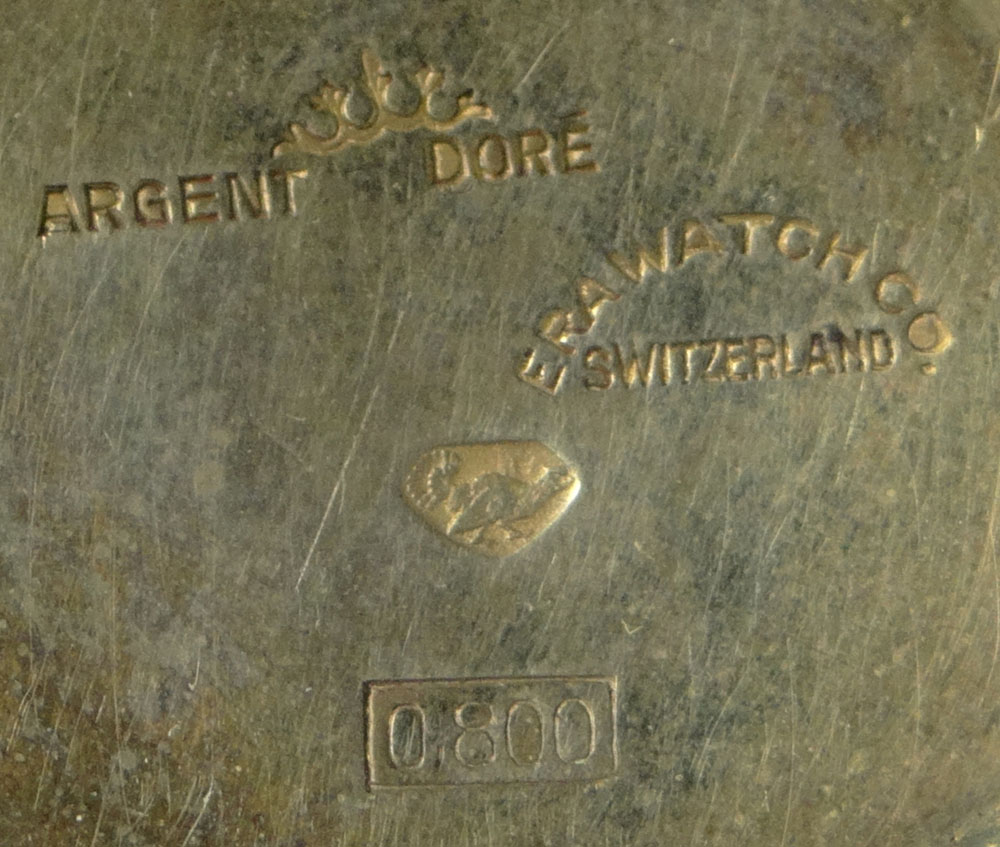 ARGENT DORÉ
ERA WATCH CO.
SWITZERLAND
0,800